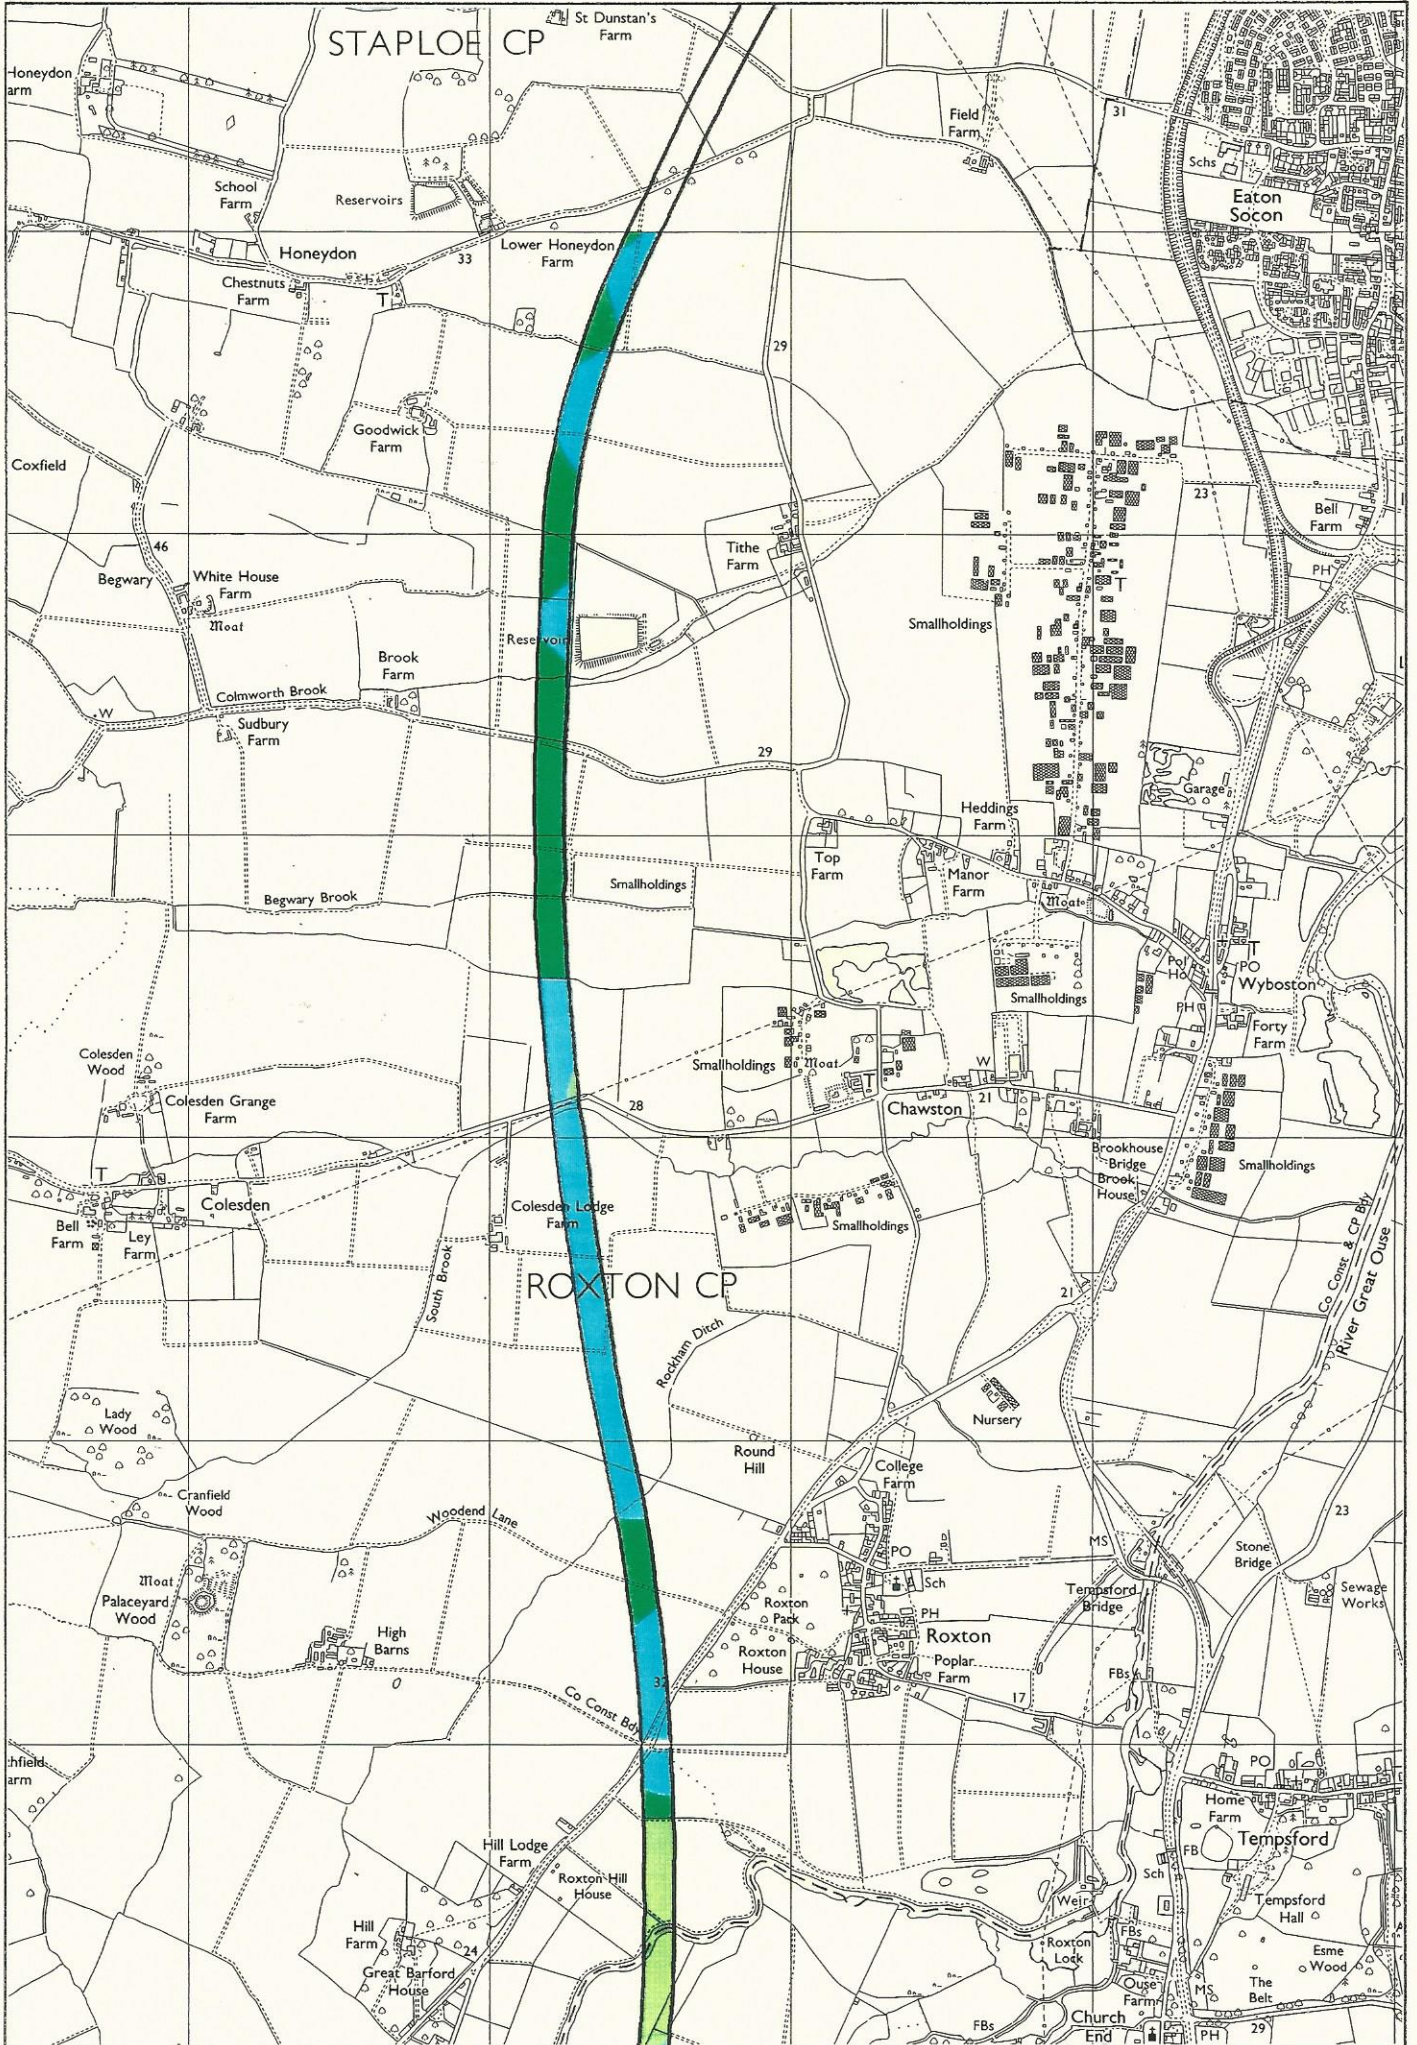 STAPLOE CP
St Dunstan's
Farm
Honeydon
arm
31
Field
Farm
Schs
Eaton
Socon
School
Farm
Reservoirs
Honeydon
33
Lower Honeydon
Farm
Chestnuts
Farm
T
29
Goodwick
Farm
Coxfield
46
Begwary
White House
Farm
Moat
Tithe
Farm
23
Bell
Farm
PH
T
Smallholdings
Reservoir
Brook
Farm
Colmworth Brook
W
Sudbury
Farm
29
Garage
Heddings
Farm
Top
Farm
Manor
Farm
Smallholdings
Begwary Brook
Moat
Pol
Ho
T
PO
Wyboston
Smallholdings
PH
Forty
Farm
Colesden
Wood
Smallholdings
Moat
T
W
Colesden Grange
Farm
28
Chawston
21
Brookhouse
Bridge
Brook
House
Smallholdings
T
Colesden
Bell
Farm
Ley
Farm
Colesden Lodge
Farm
Smallholdings
South Brook
ROXTON CP
21
Co Const & CP Bdy
River Great Ouse
Rockham Ditch
Lady
Wood
Nursery
Round
Hill
College
Farm
Cranfield
Wood
Woodend Lane
23
MS
Stone
Bridge
PO
Sch
Moat
Palaceyard
Wood
Tempsford
Bridge
Sewage
Works
Roxton
Park
PH
Roxton
High
Barns
Roxton
House
Poplar
Farm
FBs
32
17
Co Const Bdy
hfield
arm
PO
Home
Farm
Tempsford
FB
Sch
Hill Lodge
Farm
Roxton Hill
House
Weir
Tempsford
Hall
Hill
Farm
FBs
Roxton
Lock
24
Great Barford
House
Esme
Wood
Ouse
Farm
MS
The
Belt
Church
End
FBs
PH
29